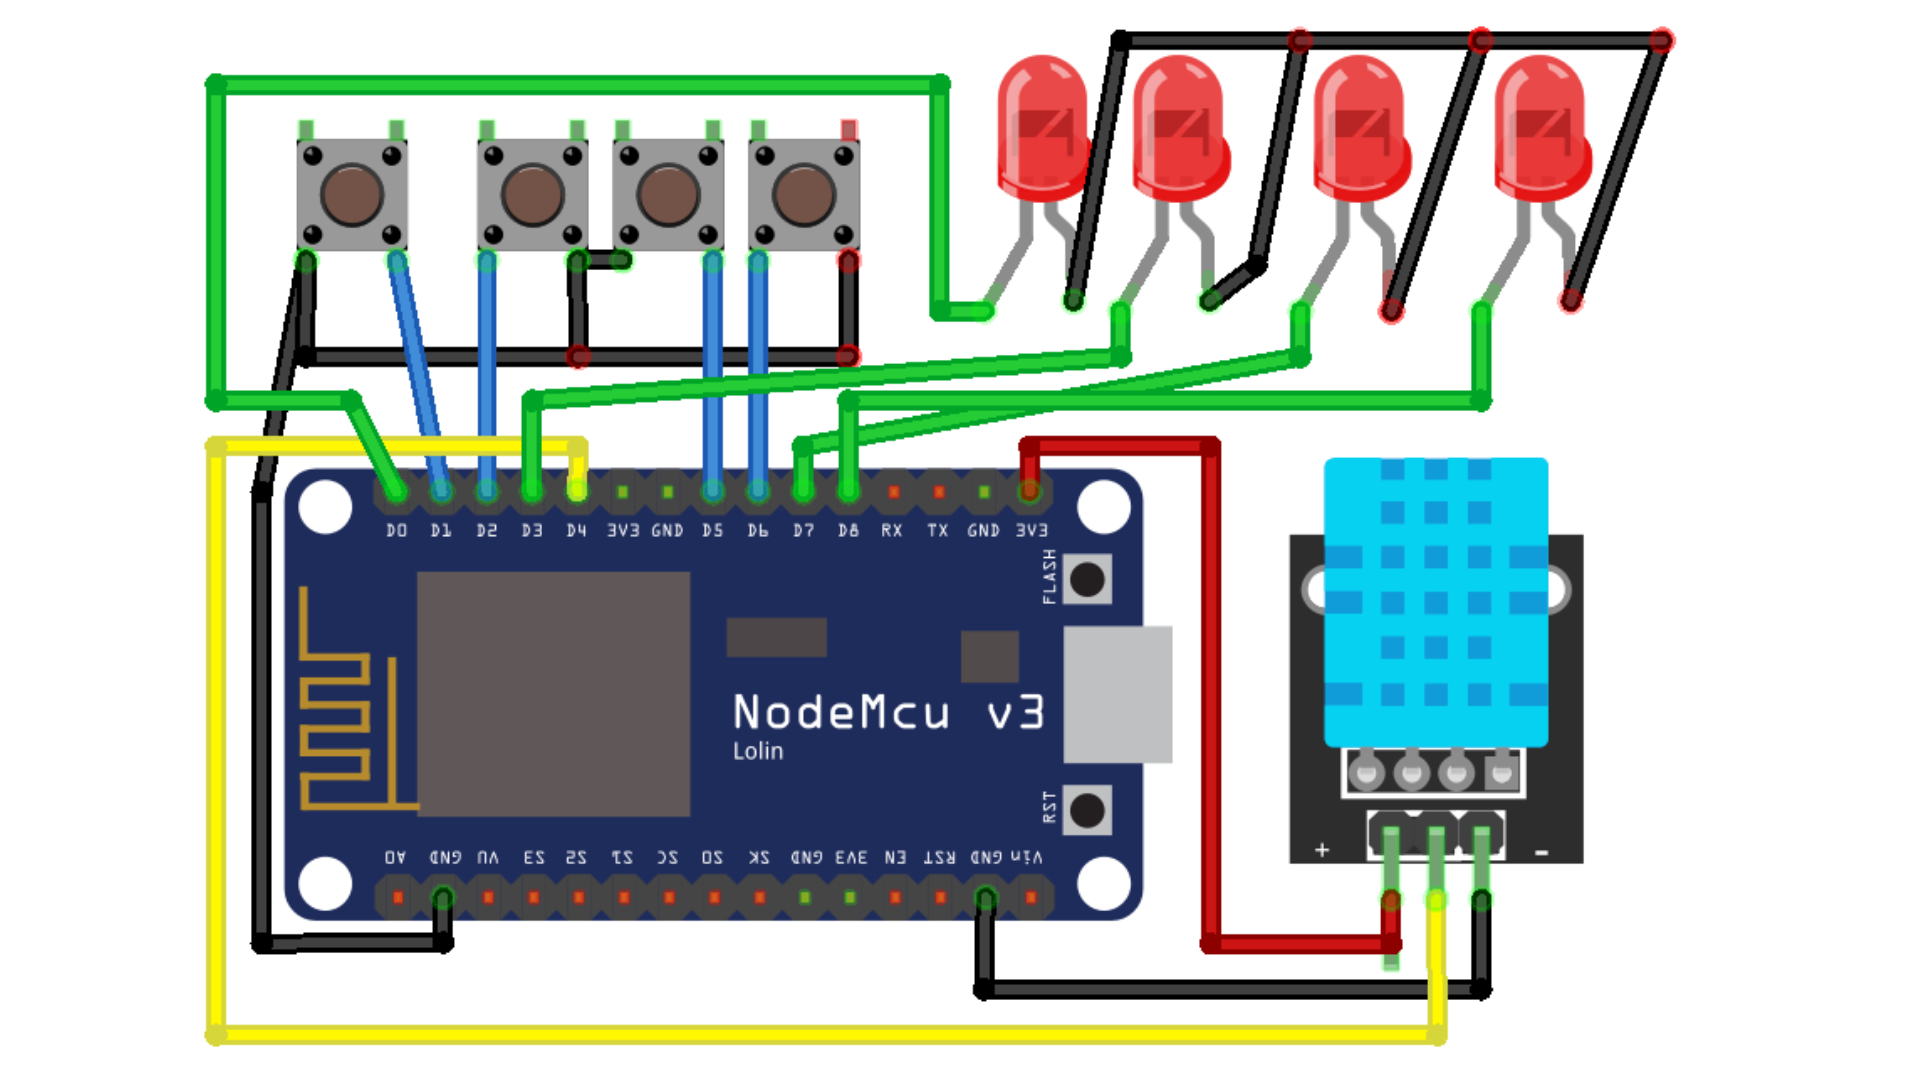 D0 D1 D2 D3 D4 3V3 GND D5 D6 D7 D8 RX TX GND 3V3
FLASH
NodeMcu v3
Lolin
RST
A0 GND VU S3 S2 S1 SC SO SK GND 3V3 EN RST GND Vin
+ -